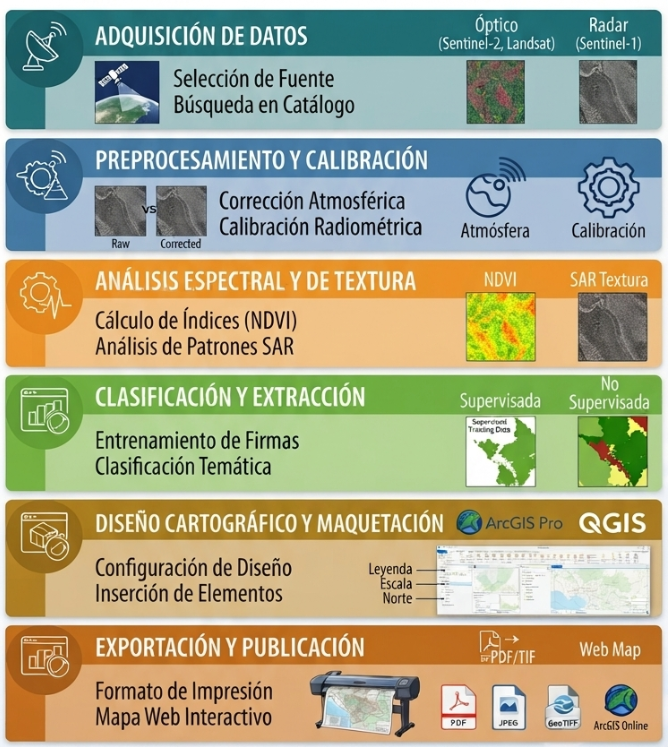 ADQUISICIÓN DE DATOS
Selección de Fuente
Búsqueda en Catálogo
Óptico
(Sentinel-2, Landsat)
Radar
(Sentinel-1)
PREPROCESAMIENTO Y CALIBRACIÓN
vs
Raw
Corrected
Corrección Atmosférica
Calibración Radiométrica
Atmósfera
Calibración
ANÁLISIS ESPECTRAL Y DE TEXTURA
Cálculo de Índices (NDVI)
Análisis de Patrones SAR
NDVI
SAR Textura
CLASIFICACIÓN Y EXTRACCIÓN
Entrenamiento de Firmas
Clasificación Temática
Supervisada
No
Supervisada
DISEÑO CARTOGRÁFICO Y MAQUETACIÓN
ArcGIS Pro
QGIS
Configuración de Diseño
Inserción de Elementos
Leyenda
Escala
Norte
EXPORTACIÓN Y PUBLICACIÓN
Formato de Impresión
Mapa Web Interactivo
PDF/TIF
Web Map
PDF
JPEG
GeoTIFF
ArcGIS Online